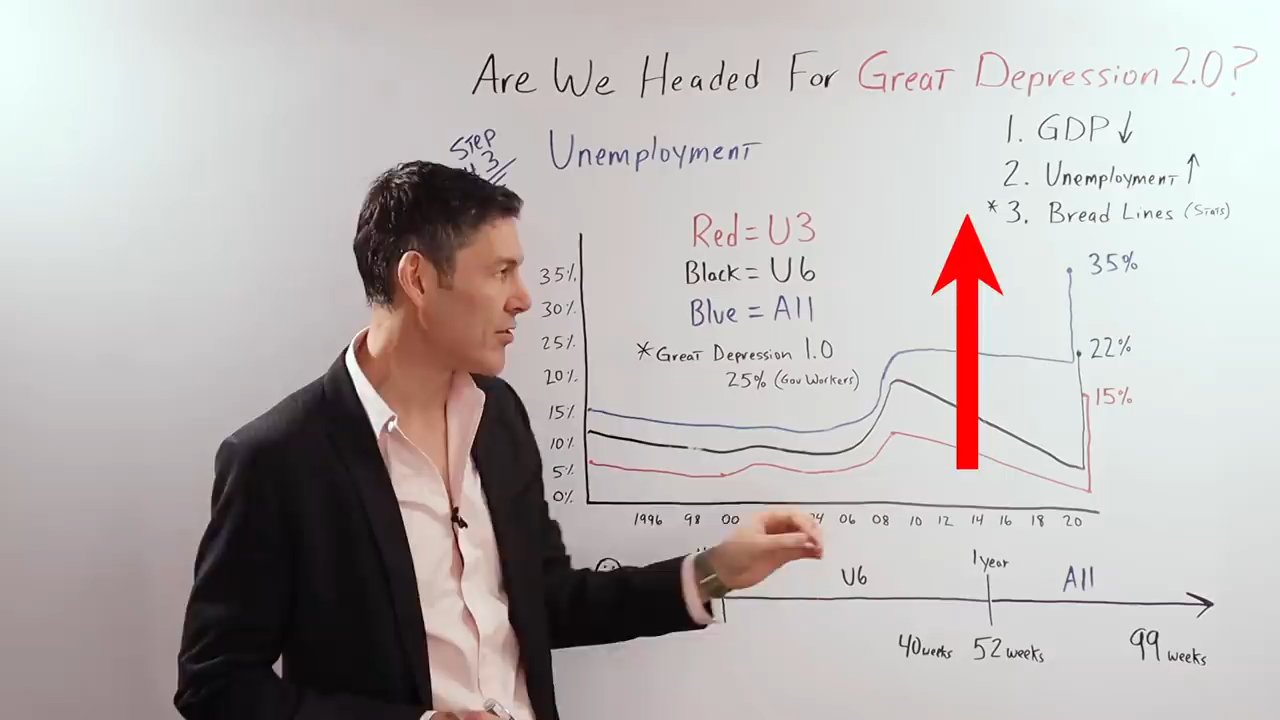 Are We Headed For Great Depression 2.0?
Step
3
Unemployment
1. GDP ↓
2. Unemployment ↑
* 3. Bread Lines (Stats)
Red = U3
Black = U6
Blue = All
* Great Depression 1.0
25% (Gov Workers)
35%
30%
25%
20%
15%
10%
5%
0%
35%
22%
15%
1996 98 00 04 06 08 10 12 14 16 18 20
U6
1 year
All
40 weeks
52 weeks
99 weeks